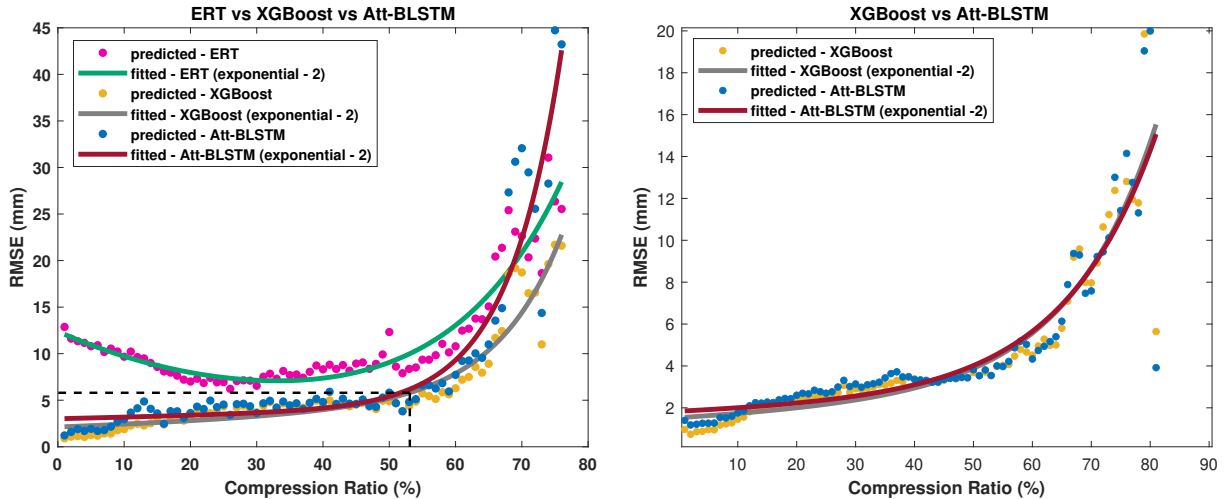 ERT vs XGBoost vs Att-BLSTM
45
40
35
30
25
20
15
10
5
0
RMSE (mm)
predicted - ERT
fitted - ERT (exponential - 2)
predicted - XGBoost
fitted - XGBoost (exponential - 2)
predicted - Att-BLSTM
fitted - Att-BLSTM (exponential - 2)
0 10 20 30 40 50 60 70 80
Compression Ratio (%)
XGBoost vs Att-BLSTM
20
18
16
14
12
10
8
6
4
2
0
RMSE (mm)
predicted - XGBoost
fitted - XGBoost (exponential -2)
predicted - Att-BLSTM
fitted - Att-BLSTM (exponential -2)
10 20 30 40 50 60 70 80 90
Compression Ratio (%)